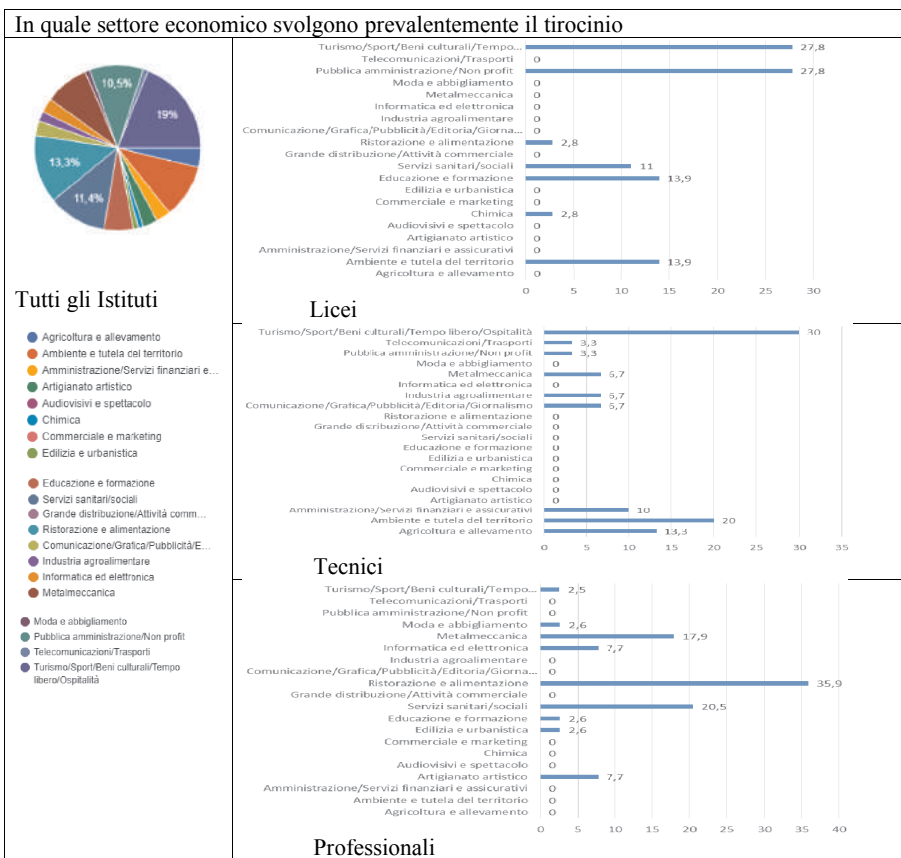 In quale settore economico svolgono prevalentemente il tirocinio
10,5%
19%
13,3%
11,4%
Tutti gli Istituti
Agricoltura e allevamento
Ambiente e tutela del territorio
Amministrazione/Servizi finanziari e...
Artigianato artistico
Audiovisivi e spettacolo
Chimica
Commerciale e marketing
Edilizia e urbanistica
Educazione e formazione
Servizi sanitari/sociali
Grande distribuzione/Attività comm...
Ristorazione e alimentazione
Comunicazione/Grafica/Pubblicità/E...
Industria agroalimentare
Informatica ed elettronica
Metalmeccanica
Moda e abbigliamento
Pubblica amministrazione/Non profit
Telecomunicazioni/Trasporti
Turismo/Sport/Beni culturali/Tempo
libero/Ospitalità
Turismo/Sport/Beni culturali/Tempo... 27,8
Telecomunicazioni/Trasporti 0
Pubblica amministrazione/Non profit 27,8
Moda e abbigliamento 0
Metalmeccanica 0
Informatica ed elettronica 0
Industria agroalimentare 0
Comunicazione/Grafica/Pubblicità/Editoria/Giorna... 0
Ristorazione e alimentazione 2,8
Grande distribuzione/Attività commerciale 0
Servizi sanitari/sociali 11
Educazione e formazione 13,9
Edilizia e urbanistica 0
Commerciale e marketing 0
Chimica 2,8
Audiovisivi e spettacolo 0
Artigianato artistico 0
Amministrazione/Servizi finanziari e assicurativi 0
Ambiente e tutela del territorio 13,9
Agricoltura e allevamento 0
0 5 10 15 20 25 30
Licei
Turismo/Sport/Beni culturali/Tempo libero/Ospitalità 30
Telecomunicazioni/Trasporti 3,3
Pubblica amministrazione/Non profit 3,3
Moda e abbigliamento 0
Metalmeccanica 6,7
Informatica ed elettronica 0
Industria agroalimentare 6,7
Comunicazione/Grafica/Pubblicità/Editoria/Giornalismo 6,7
Ristorazione e alimentazione 0
Grande distribuzione/Attività commerciale 0
Servizi sanitari/sociali 0
Educazione e formazione 0
Edilizia e urbanistica 0
Commerciale e marketing 0
Chimica 0
Audiovisivi e spettacolo 0
Artigianato artistico 0
Amministrazione/Servizi finanziari e assicurativi 10
Ambiente e tutela del territorio 20
Agricoltura e allevamento 13,3
0 5 10 15 20 25 30 35
Tecnici
Turismo/Sport/Beni culturali/Tempo... 2,5
Telecomunicazioni/Trasporti 0
Pubblica amministrazione/Non profit 0
Moda e abbigliamento 2,6
Metalmeccanica 17,9
Informatica ed elettronica 7,7
Industria agroalimentare 0
Comunicazione/Grafica/Pubblicità/Editoria/Giorna... 0
Ristorazione e alimentazione 35,9
Grande distribuzione/Attività commerciale 0
Servizi sanitari/sociali 20,5
Educazione e formazione 2,6
Edilizia e urbanistica 2,6
Commerciale e marketing 0
Chimica 0
Audiovisivi e spettacolo 0
Artigianato artistico 7,7
Amministrazione/Servizi finanziari e assicurativi 0
Ambiente e tutela del territorio 0
Agricoltura e allevamento 0
0 5 10 15 20 25 30 35 40
Professionali